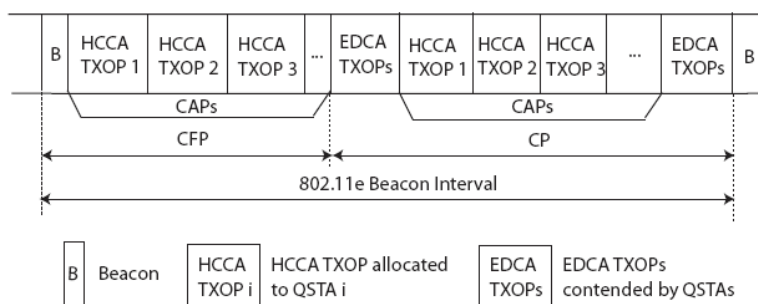 B HCCA TXOP 1 HCCA TXOP 2 HCCA TXOP 3 ... EDCA TXOPs HCCA TXOP 1 HCCA TXOP 2 HCCA TXOP 3 ... EDCA TXOPs B
CAPs CAPs
CFP CP
802.11e Beacon Interval
B Beacon
HCCA TXOP i
HCCA TXOP allocated
to QSTA i
EDCA TXOPs
EDCA TXOPs
contended by QSTAs